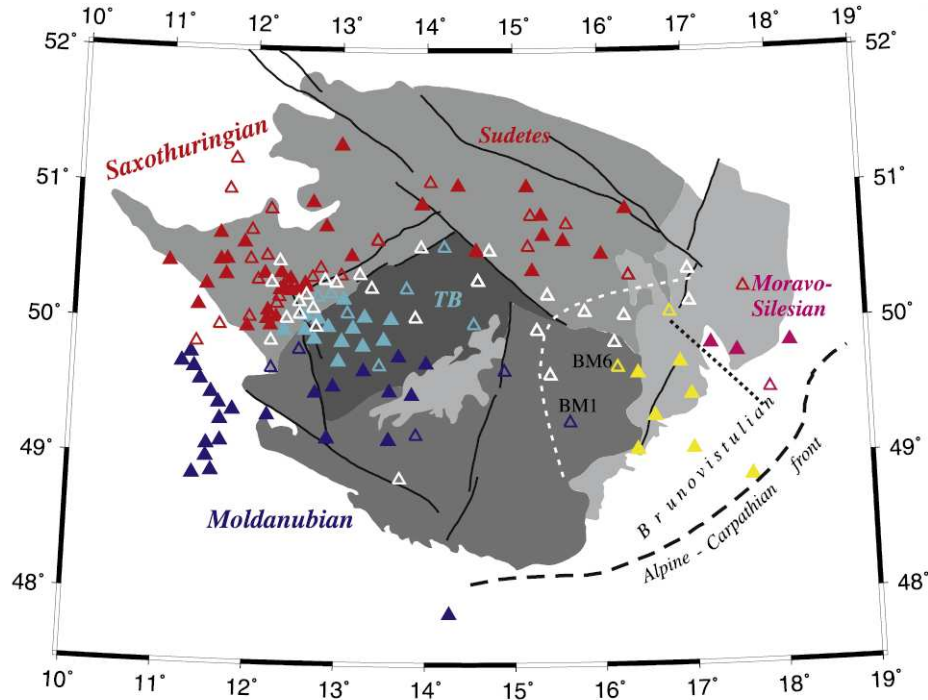 10° 11° 12° 13° 14° 15° 16° 17° 18° 19°
52° 52°
Sudetes
Saxothuringian
51° 51°
TB
Moravo-
Silesian
50° 50°
BM6
BM1
49° 49°
Brunovistulian
Moldanubian
Alpine - Carpathian front
48° 48°
10° 11° 12° 13° 14° 15° 16° 17° 18° 19°